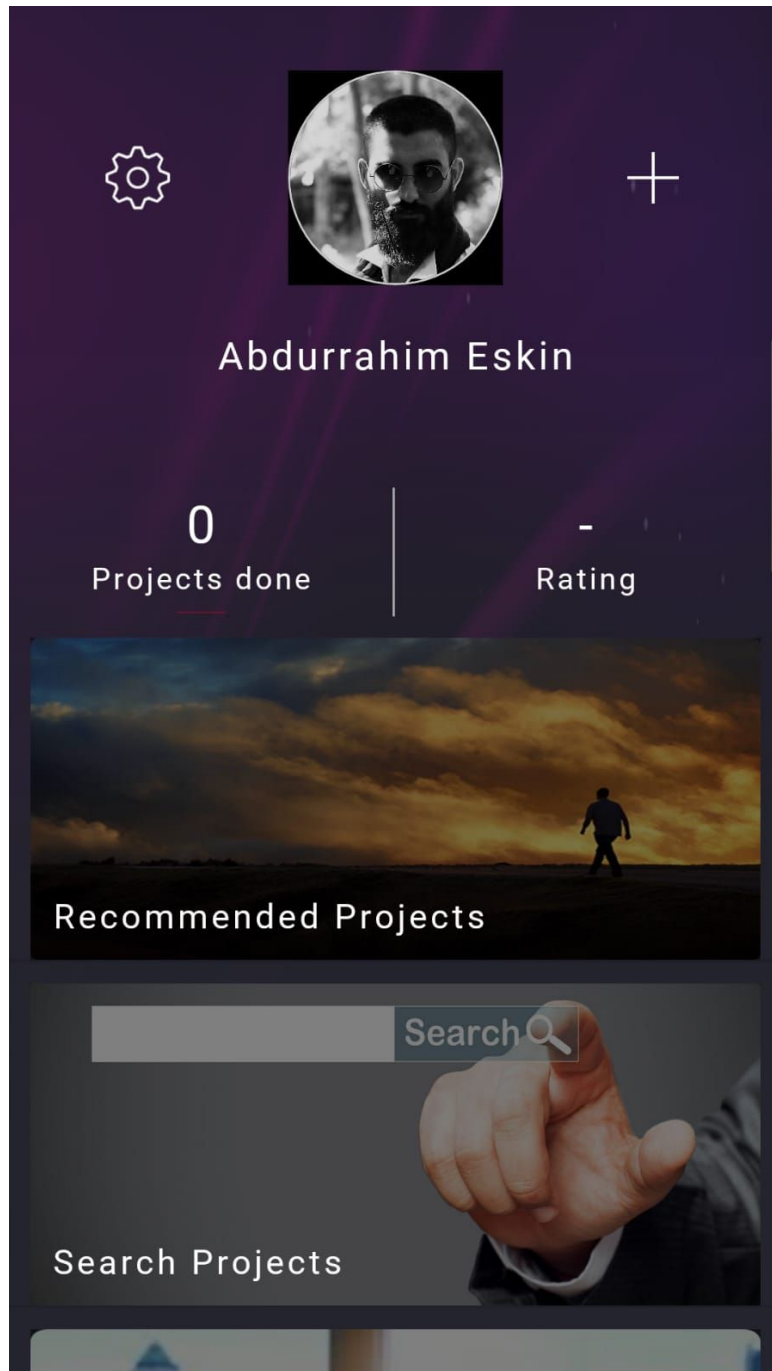 Abdurrahim Eskin
0
Projects done
-
Rating
Recommended Projects
Search
Search Projects